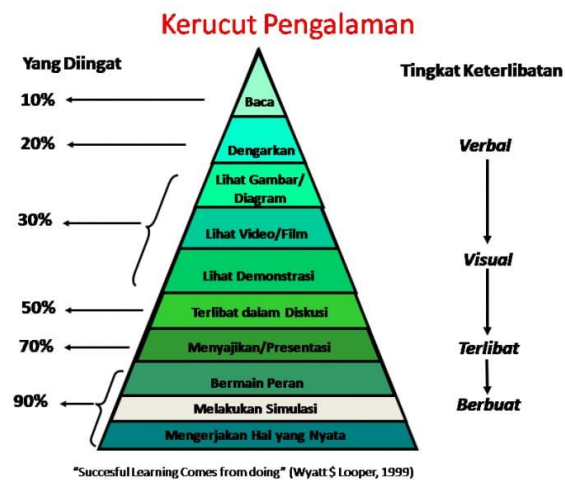 Kerucut Pengalaman
Yang Diingat
Tingkat Keterlibatan
10%
Baca
20%
Dengarkan
Verbal
Lihat Gambar/
Diagram
30%
Lihat Video/Film
Visual
Lihat Demonstrasi
50%
Terlibat dalam Diskusi
70%
Menyajikan/Presentasi
Terlibat
Bermain Peran
90%
Melakukan Simulasi
Berbuat
Mengerjakan Hal yang Nyata
“Succesful Learning Comes from doing” (Wyatt $ Looper, 1999)